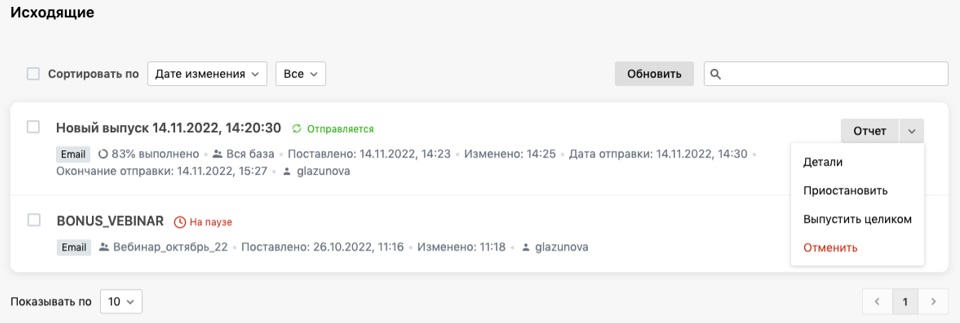 Исходящие
Сортировать по Дате изменения Все Обновить
Новый выпуск 14.11.2022, 14:20:30 Отправляется Отчет
Email 83% выполнено • Вся база • Поставлено: 14.11.2022, 14:23 • Изменено: 14:25 • Дата отправки: 14.11.2022, 14:30 •
Окончание отправки: 14.11.2022, 15:27 • glazunova
Детали
Приостановить
Выпустить целиком
Отменить
BONUS_VEBINAR На паузе
Email Вебинар_октябрь_22 • Поставлено: 26.10.2022, 11:16 • Изменено: 11:18 • glazunova
Показывать по 10 1